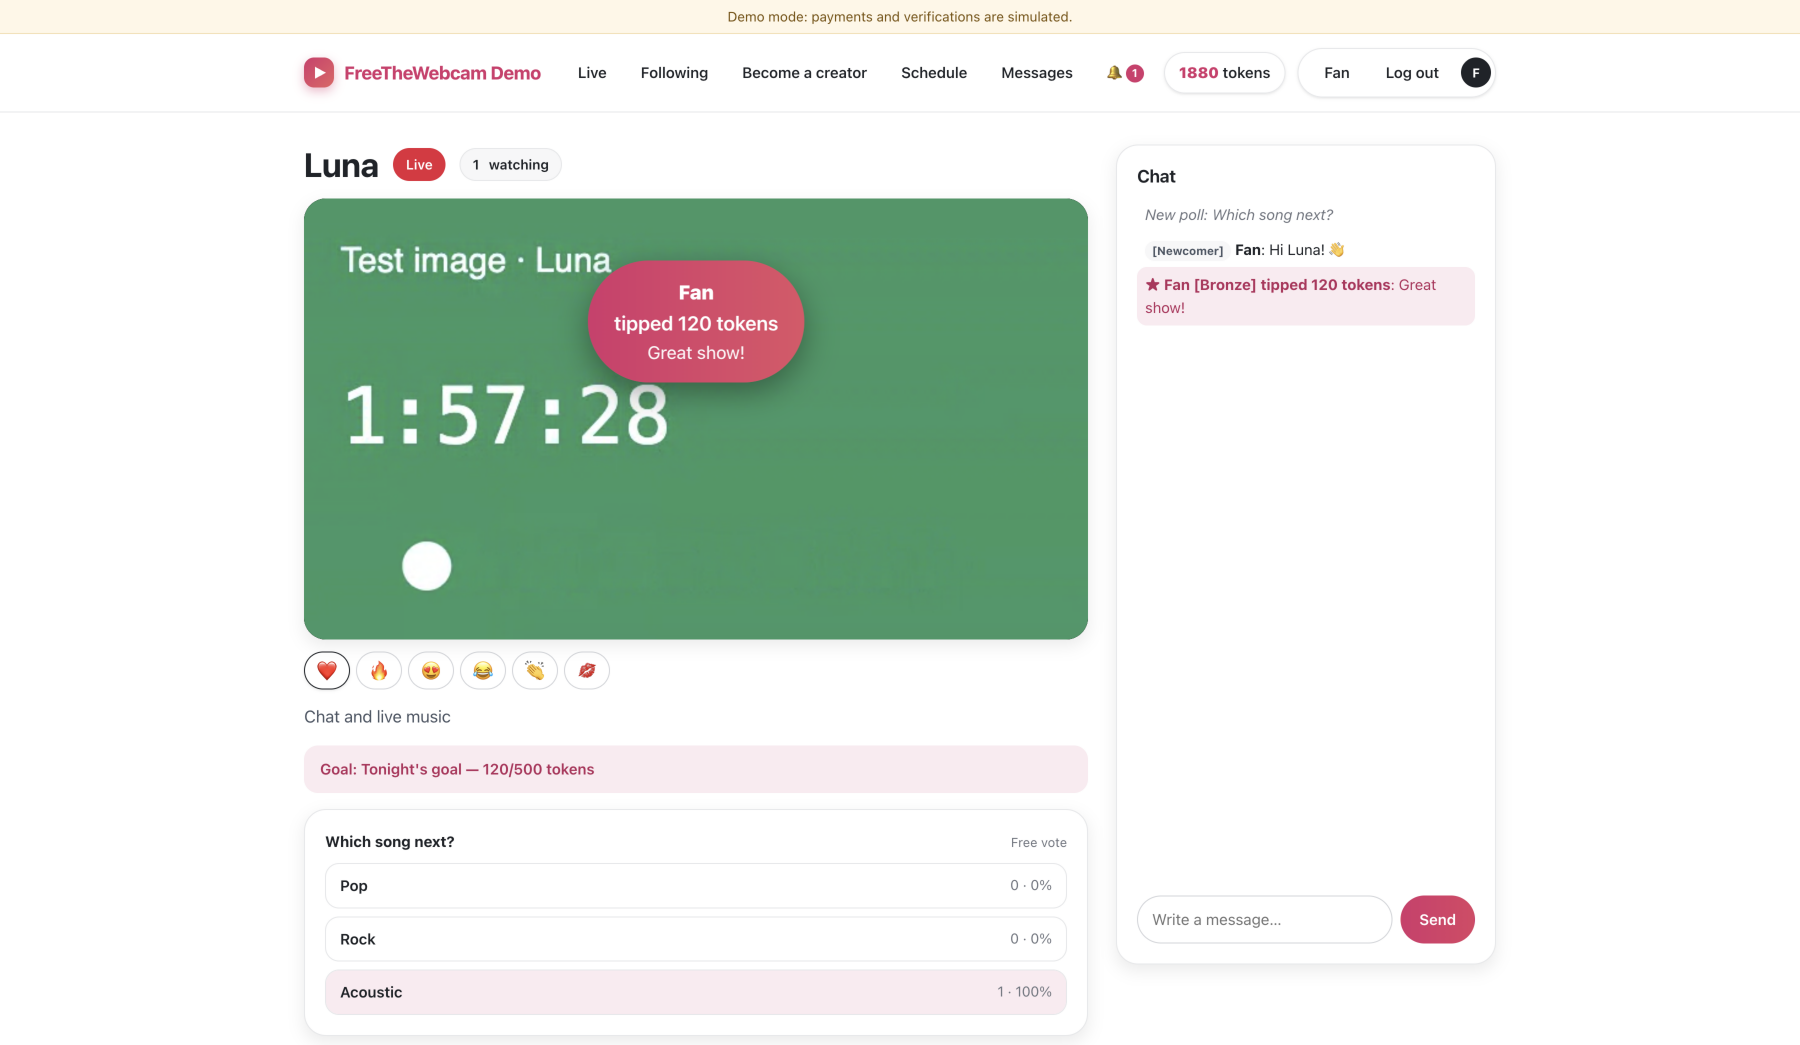 Demo mode: payments and verifications are simulated.
FreeTheWebcam Demo
Live
Following
Become a creator
Schedule
Messages
1
1880 tokens
Fan
Log out
F
Luna
Live
1 watching
Test image · Luna
Fan
tipped 120 tokens
Great show!
1:57:28
Chat and live music
Goal: Tonight's goal — 120/500 tokens
Which song next?
Free vote
Pop
0 · 0%
Rock
0 · 0%
Acoustic
1 · 100%
Chat
New poll: Which song next?
[Newcomer] Fan: Hi Luna! 👋
★ Fan [Bronze] tipped 120 tokens: Great
show!
Write a message...
Send